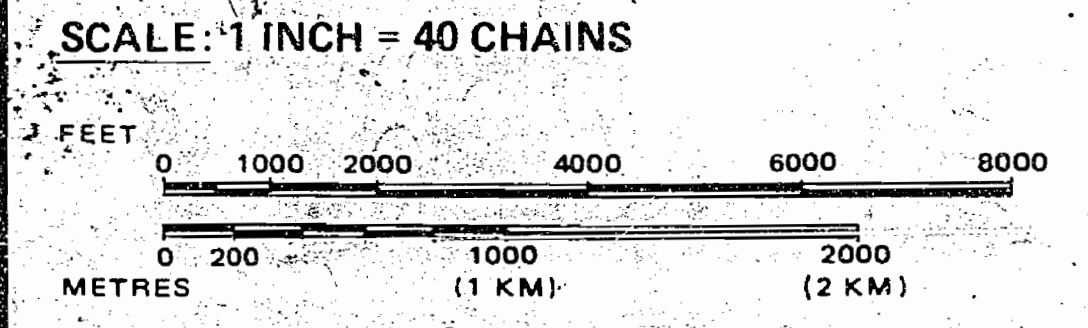 SCALE: 1 INCH = 40 CHAINS
FEET
0 1000 2000 4000 6000 8000
0 200 1000 2000
METRES (1 KM) (2 KM)